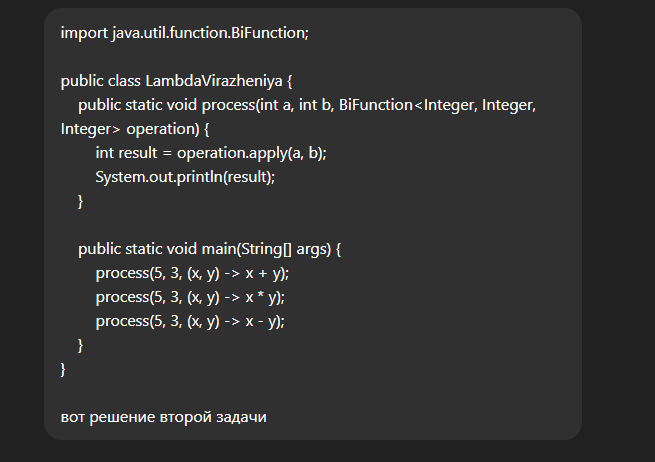 import java.util.function.BiFunction;
public class LambdaVirazheniya {
public static void process(int a, int b, BiFunction<Integer, Integer,
Integer> operation) {
int result = operation.apply(a, b);
System.out.println(result);
}
public static void main(String[] args) {
process(5, 3, (x, y) -> x + y);
process(5, 3, (x, y) -> x * y);
process(5, 3, (x, y) -> x - y);
}
}
вот решение второй задачи